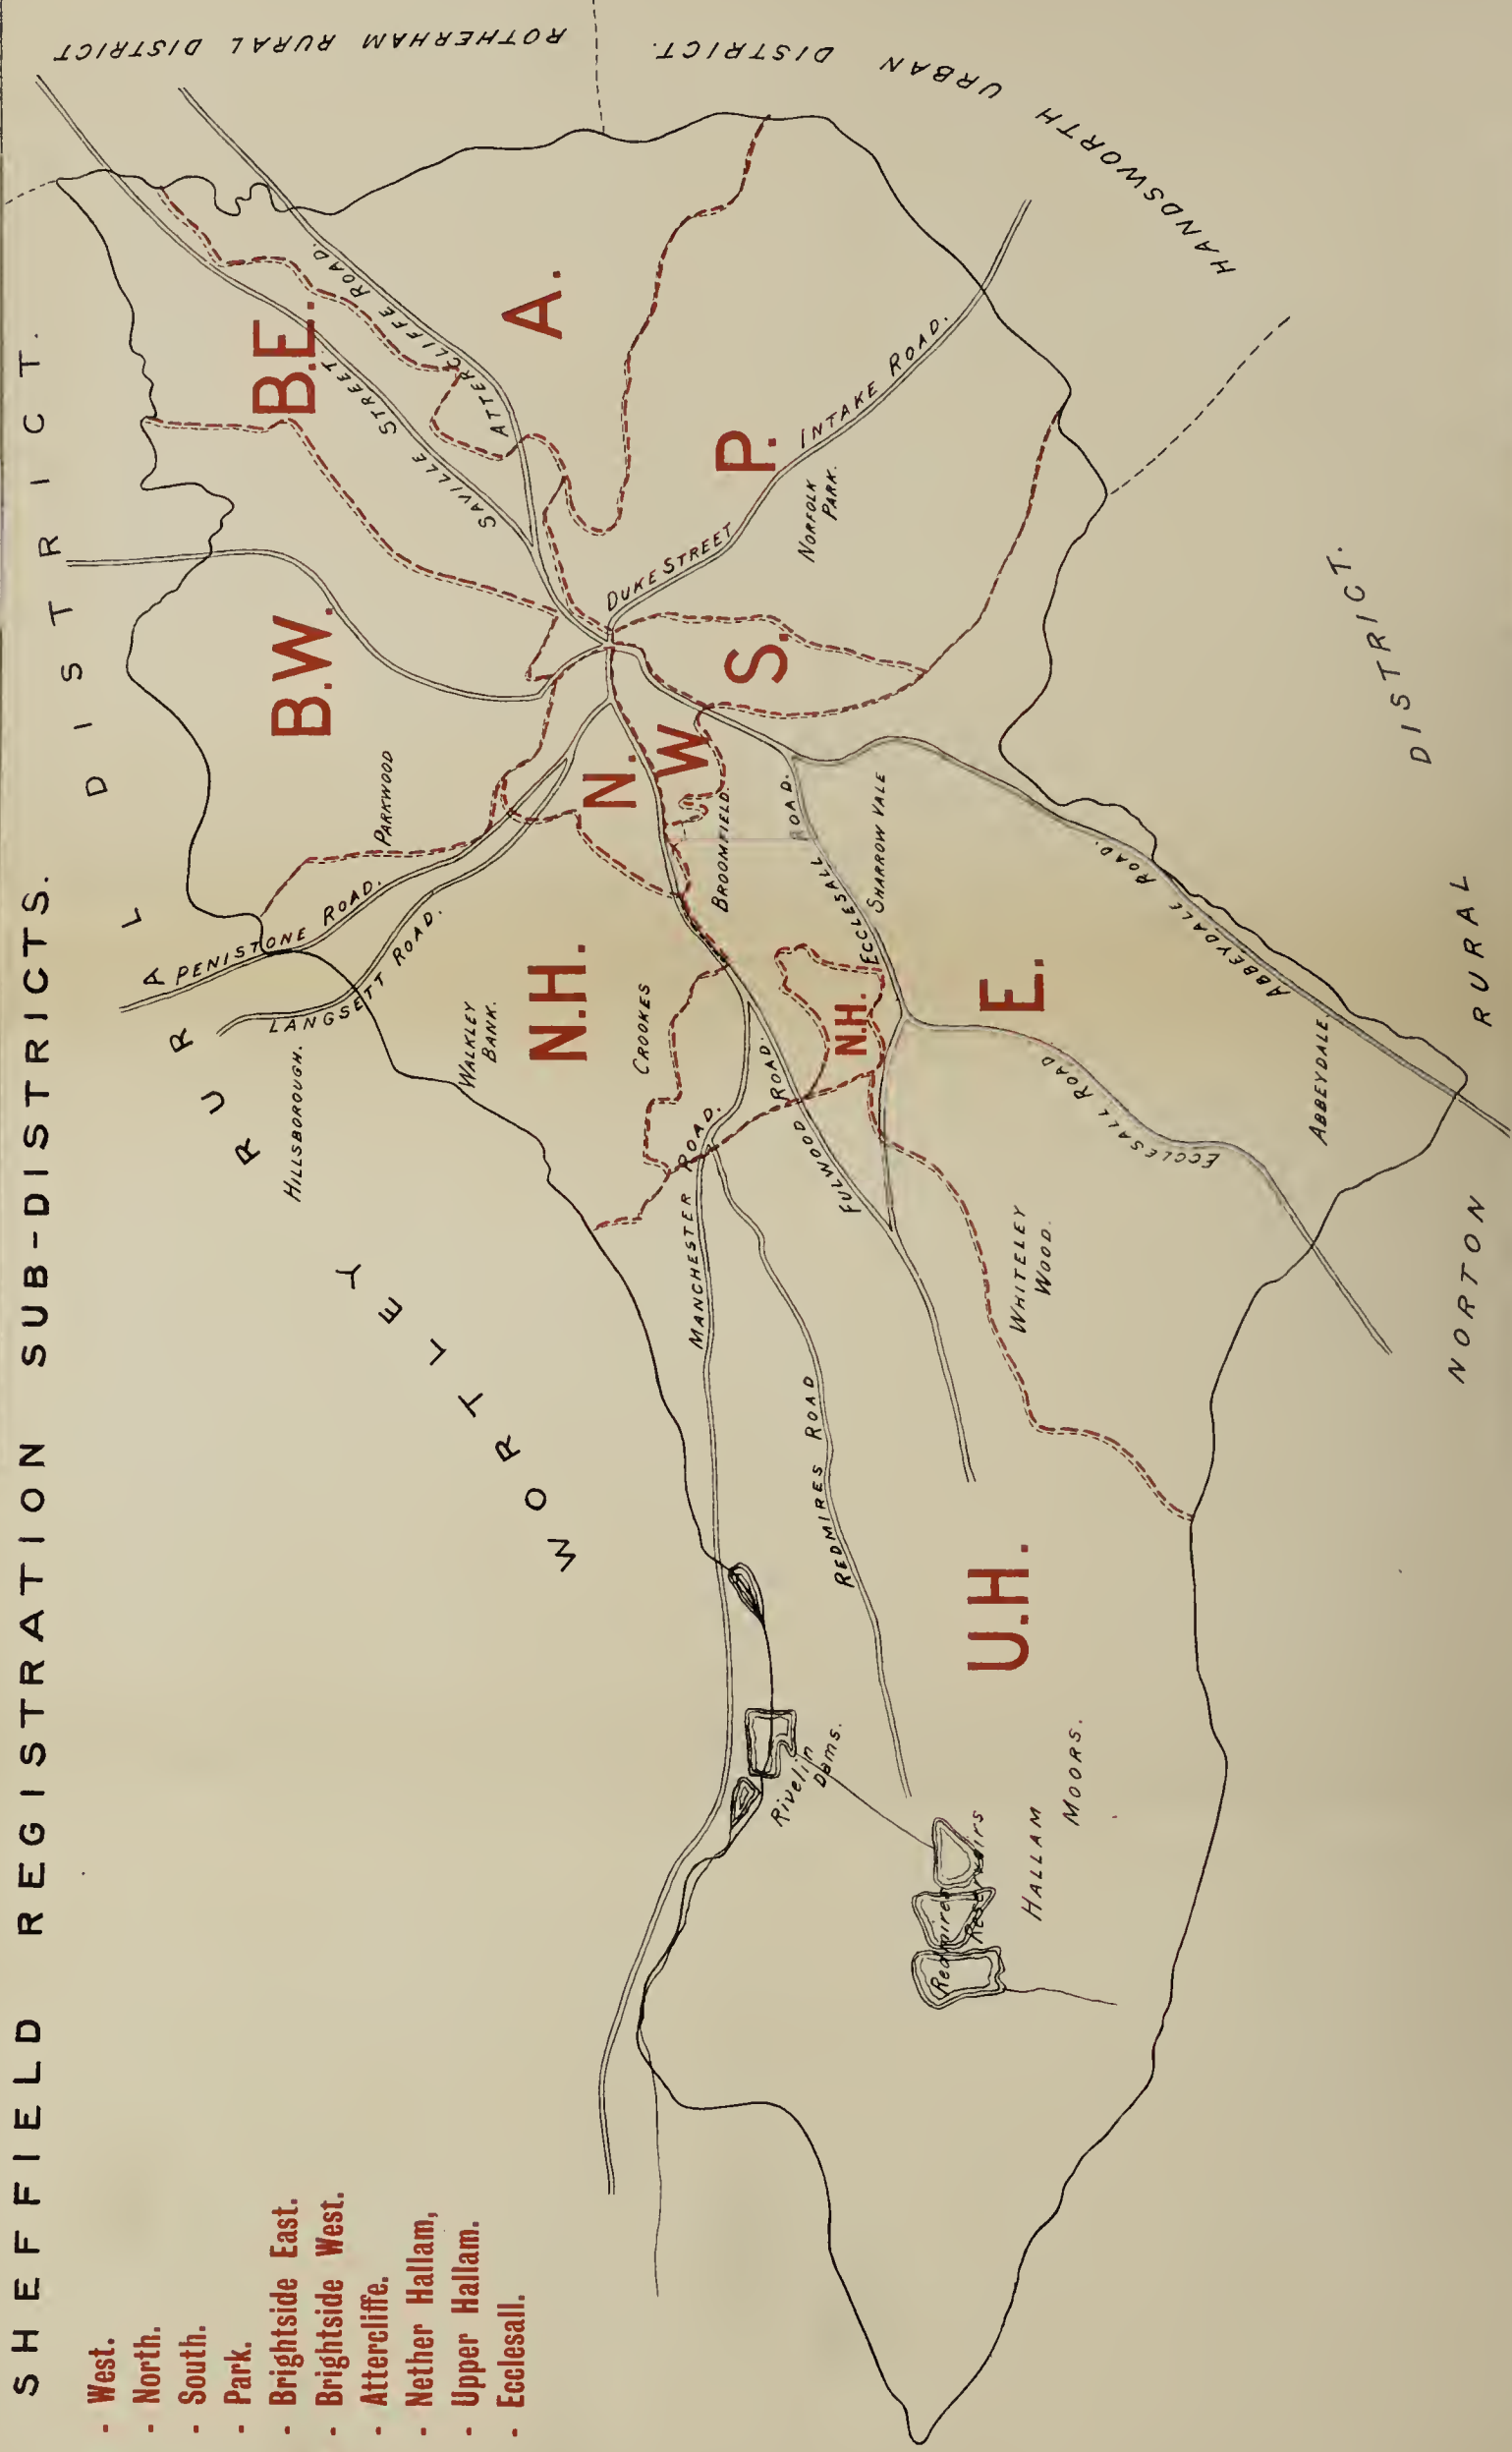 SHEFFIELD REGISTRATION SUB-DISTRICTS.
- West.
- North.
- South.
- Park.
- Brightside East.
- Brightside West.
- Attercliffe.
- Nether Hallam,
- Upper Hallam.
- Ecclesall.
WORTLEY RURAL DISTRICT.
ROTHERHAM RURAL DISTRICT
HANDSWORTH URBAN DISTRICT.
NORTON RURAL DISTRICT.
B.E.
B.W.
A.
P.
S.
N.
W
N.H.
N.H.
E.
U.H.
PENISTONE ROAD.
LANGSETT ROAD.
HILLSBOROUGH.
WALKLEY
BANK.
PARKWOOD
CROOKES
SAVILLE STREET.
ATTERCLIFFE ROAD.
DUKE STREET
INTAKE ROAD.
NORFOLK
PARK.
BROOMFIELD.
ECCLESALL ROAD.
SHARROW VALE
ABBEYDALE ROAD.
ABBEYDALE.
ECCLESALL ROAD
WHITELEY
WOOD.
FULWOOD ROAD.
MANCHESTER ROAD.
REDMIRES ROAD
Rivelin
Dams.
Redmires
Reservoirs
HALLAM
MOORS.